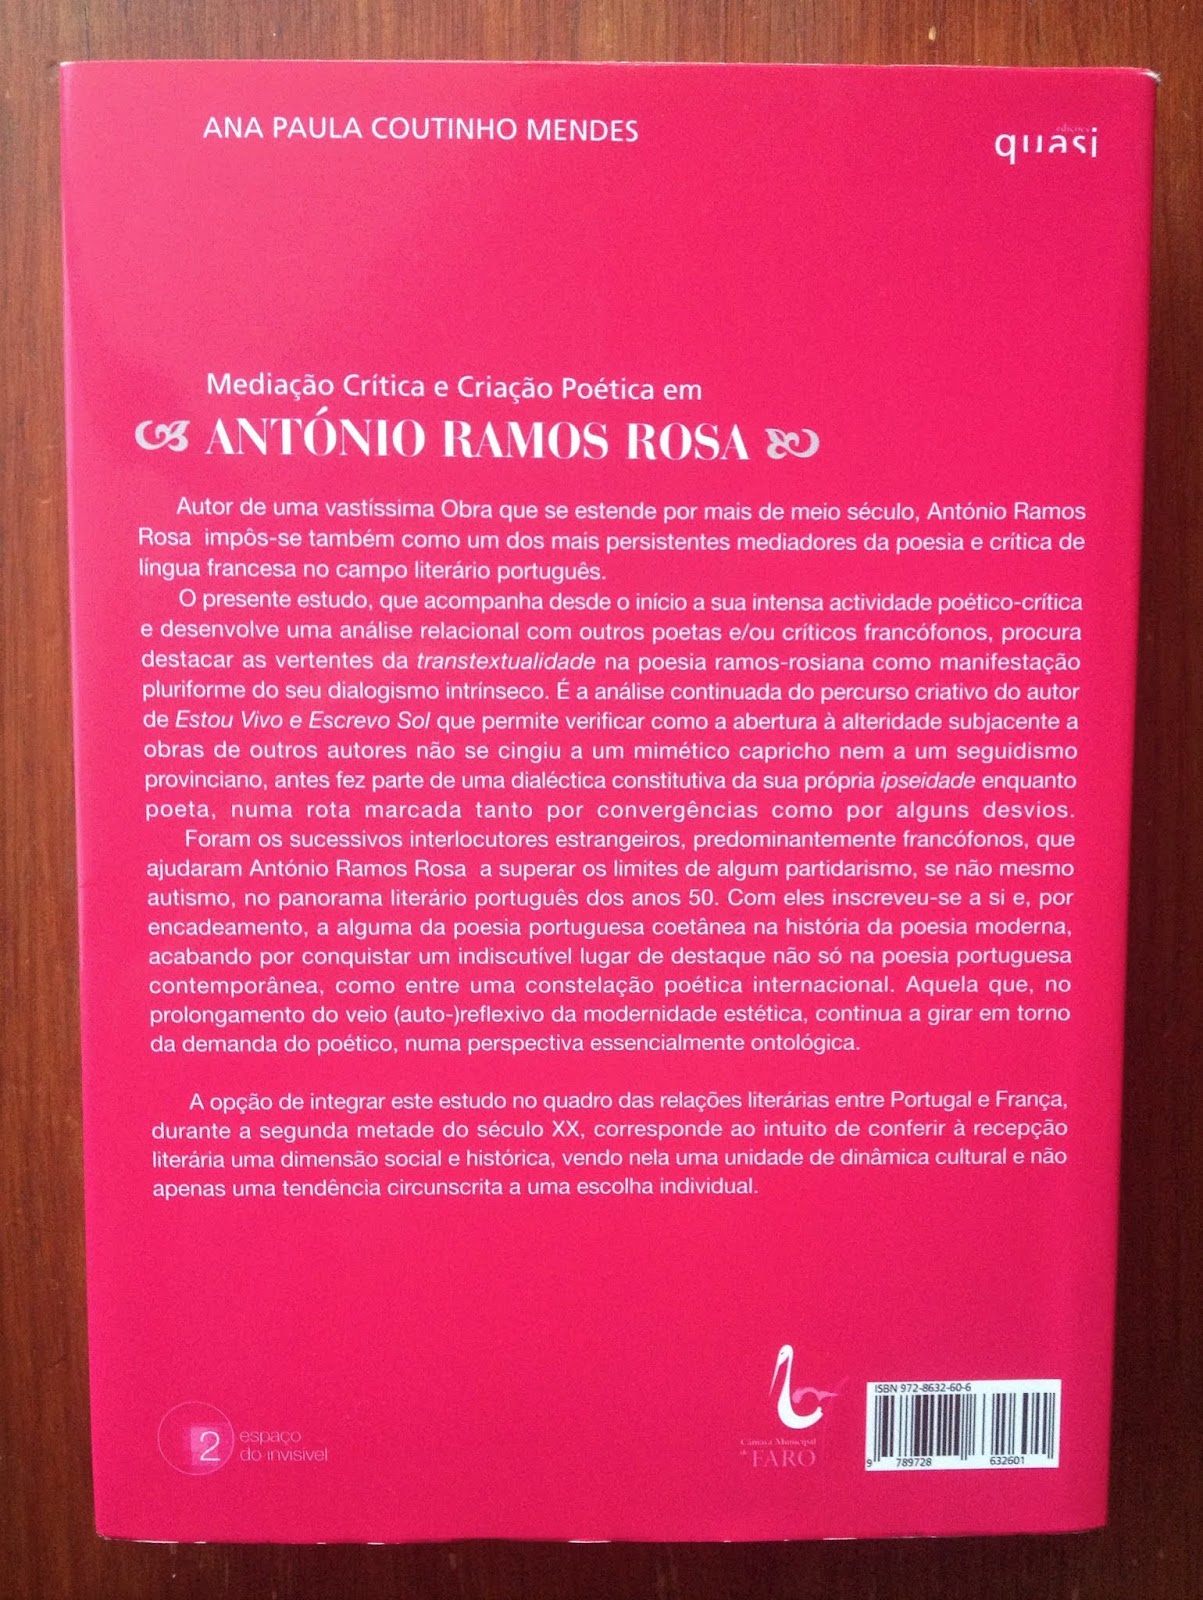 ANA PAULA COUTINHO MENDES
edições
quasi
Mediação Crítica e Criação Poética em
ANTÓNIO RAMOS ROSA
Autor de uma vastíssima Obra que se estende por mais de meio século, António Ramos
Rosa impôs-se também como um dos mais persistentes mediadores da poesia e crítica de
língua francesa no campo literário português.
O presente estudo, que acompanha desde o início a sua intensa actividade poético-crítica
e desenvolve uma análise relacional com outros poetas e/ou críticos francófonos, procura
destacar as vertentes da transtextualidade na poesia ramos-rosiana como manifestação
pluriforme do seu dialogismo intrínseco. É a análise continuada do percurso criativo do autor
de Estou Vivo e Escrevo Sol que permite verificar como a abertura à alteridade subjacente a
obras de outros autores não se cingiu a um mimético capricho nem a um seguidismo
provinciano, antes fez parte de uma dialéctica constitutiva da sua própria ipseidade enquanto
poeta, numa rota marcada tanto por convergências como por alguns desvios.
Foram os sucessivos interlocutores estrangeiros, predominantemente francófonos, que
ajudaram António Ramos Rosa a superar os limites de algum partidarismo, se não mesmo
autismo, no panorama literário português dos anos 50. Com eles inscreveu-se a si e, por
encadeamento, a alguma da poesia portuguesa coetânea na história da poesia moderna,
acabando por conquistar um indiscutível lugar de destaque não só na poesia portuguesa
contemporânea, como entre uma constelação poética internacional. Aquela que, no
prolongamento do veio (auto-)reflexivo da modernidade estética, continua a girar em torno
da demanda do poético, numa perspectiva essencialmente ontológica.
A opção de integrar este estudo no quadro das relações literárias entre Portugal e França,
durante a segunda metade do século XX, corresponde ao intuito de conferir à recepção
literária uma dimensão social e histórica, vendo nela uma unidade de dinâmica cultural e não
apenas uma tendência circunscrita a uma escolha individual.
2
espaço
do invisível
Câmara Municipal
de FARO
ISBN 972-8632-60-6
9 789728 632601